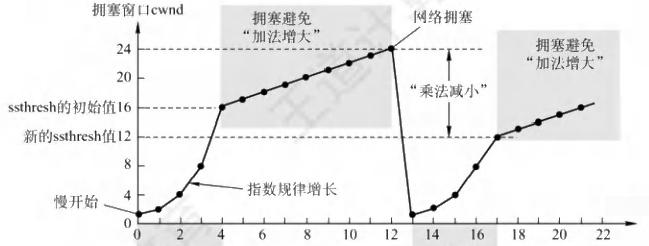 拥塞窗口cwnd
拥塞避免
“加法增大”
网络拥塞
拥塞避免
“加法增大”
24
20
ssthresh的初始值16
“乘法减小”
新的ssthresh值12
8
4
指数规律增长
慢开始
0
0 2 4 6 8 10 12 14 16 18 20 22
王道计